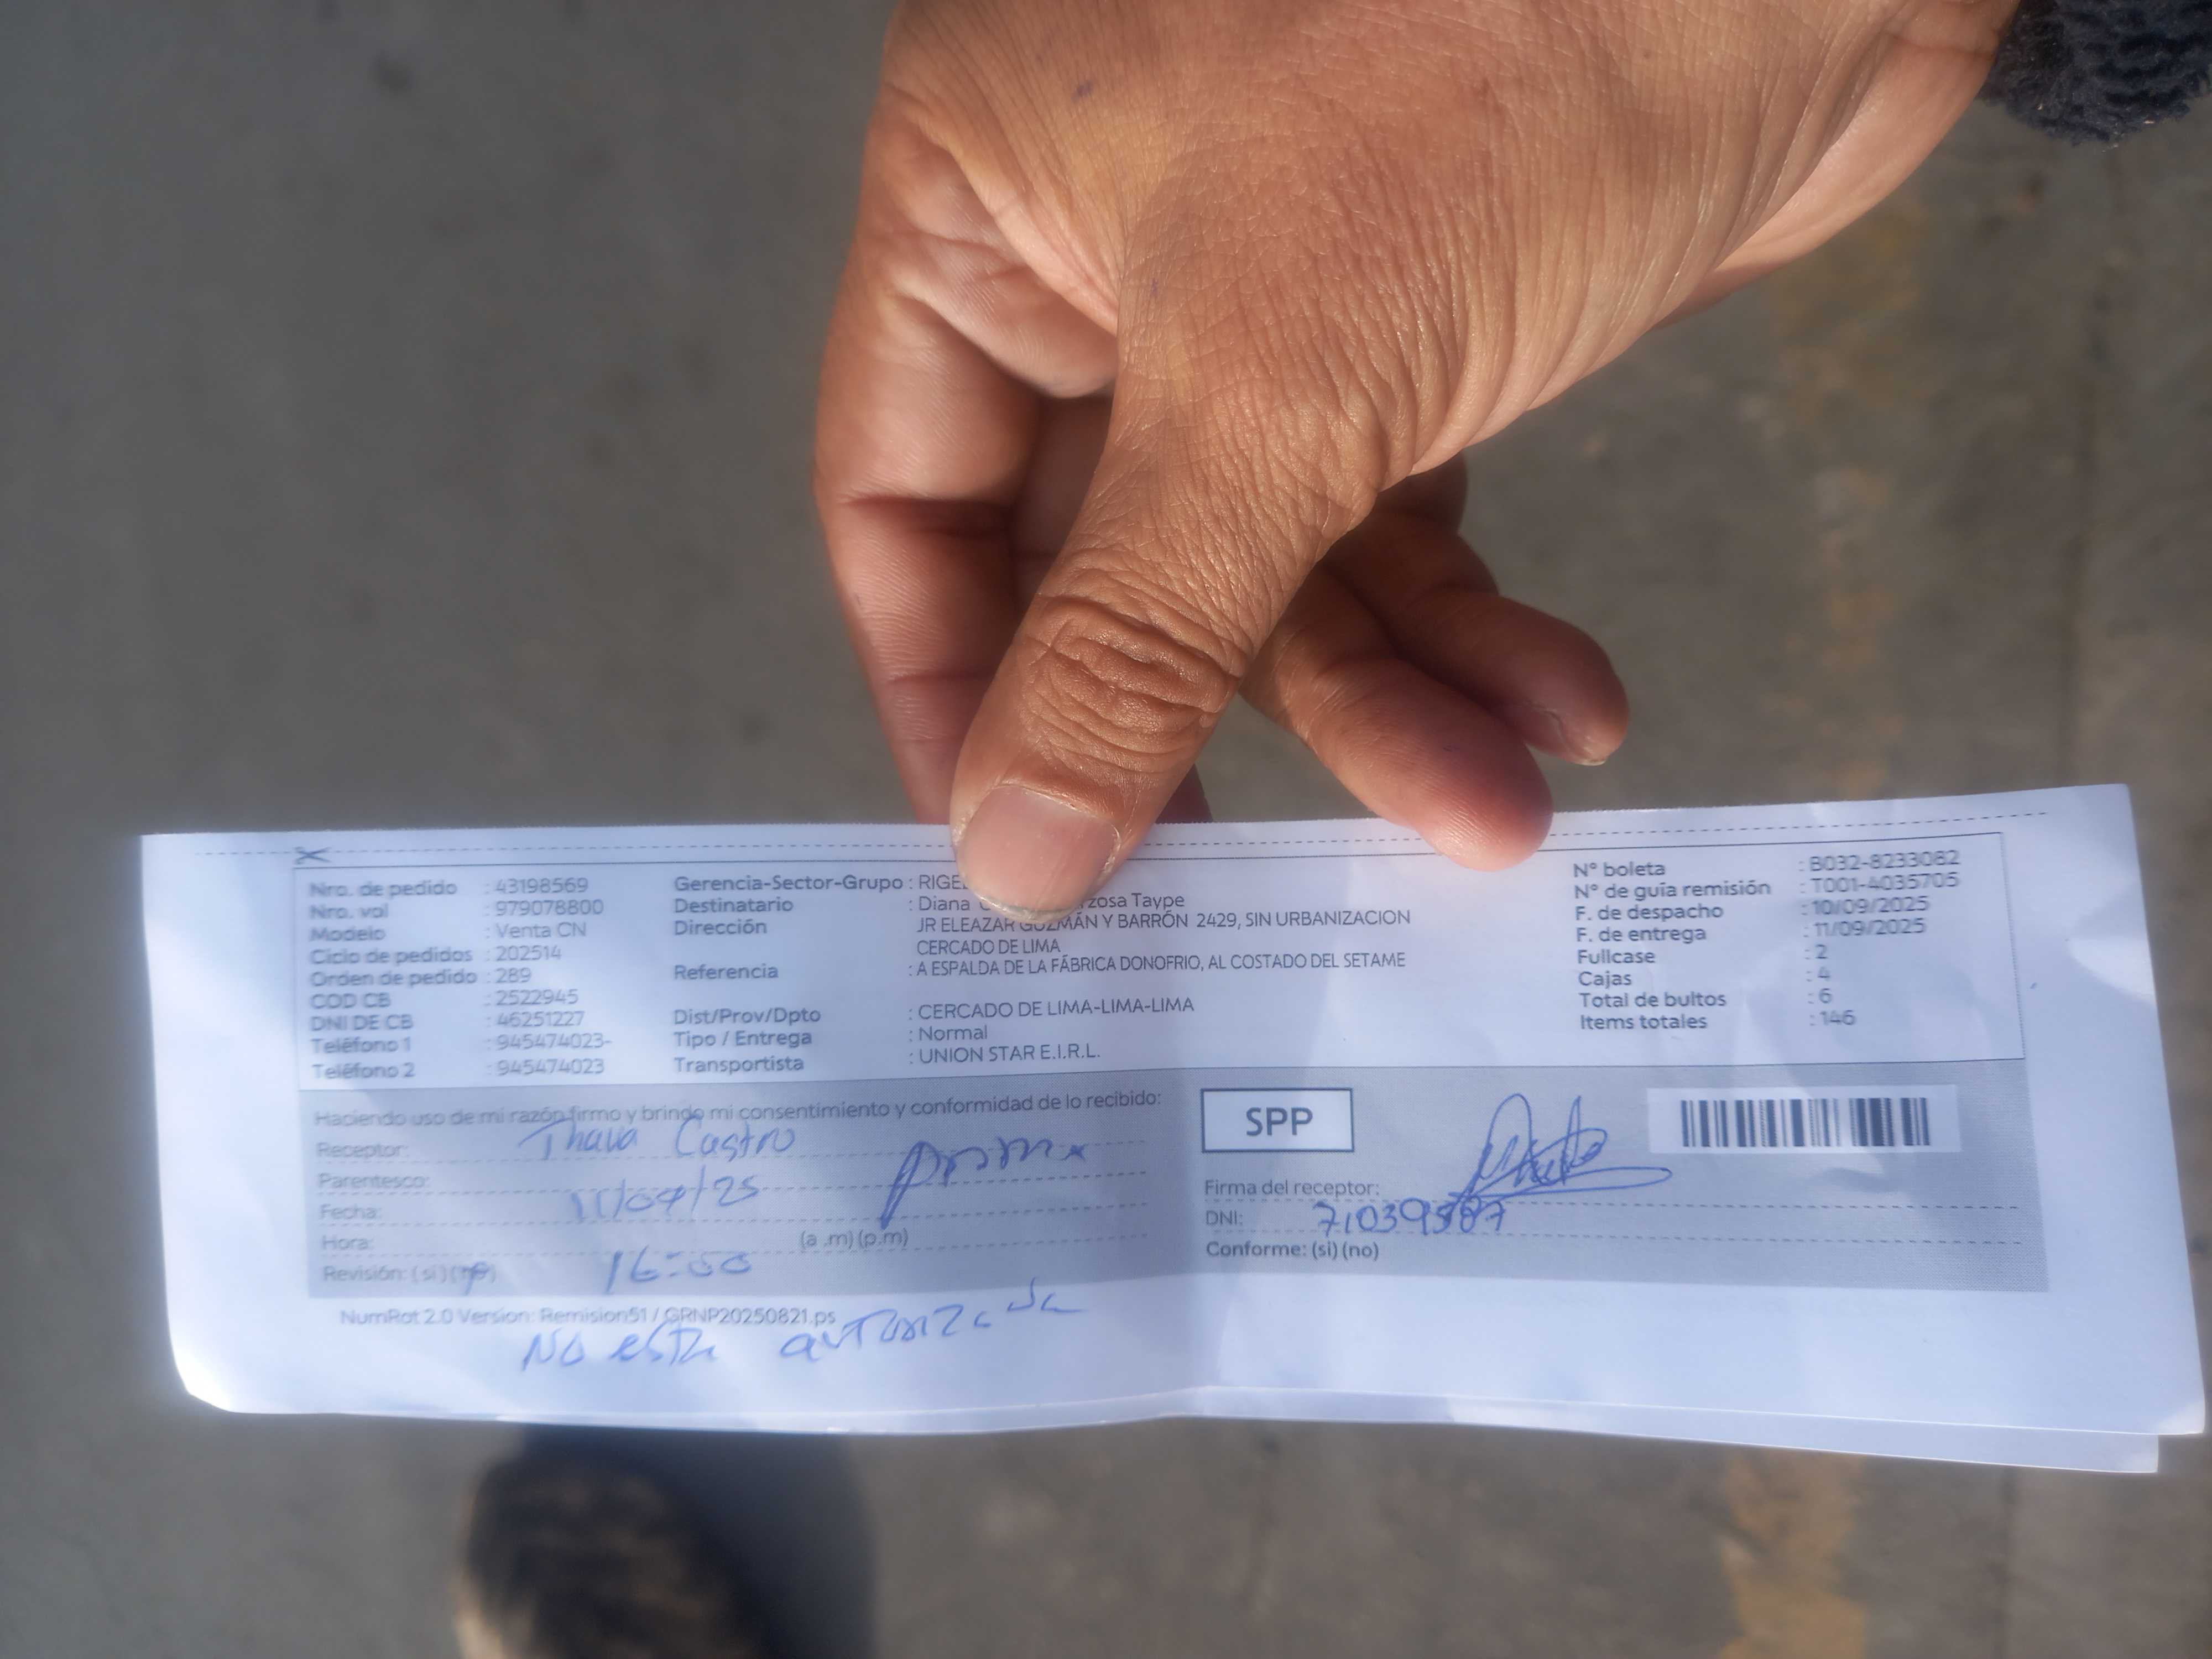 Nro. de pedido : 43198569
Nro. vol : 979078800
Modelo : Venta CN
Ciclo de pedidos : 202514
Orden de pedido : 289
COD CB : 2522945
DNI DE CB : 46251227
Teléfono 1 : 945474023-
Teléfono 2 : 945474023
Gerencia-Sector-Grupo :
Destinatario : Diana Taype
Dirección JR ELEAZAR GUZMÁN Y BARRÓN 2429, SIN URBANIZACION
CERCADO DE LIMA
Referencia : A ESPALDA DE LA FÁBRICA DONOFRIO, AL COSTADO DEL SETAME
Dist/Prov/Dpto : CERCADO DE LIMA-LIMA-LIMA
Tipo / Entrega : Normal
Transportista : UNION STAR E.I.R.L.
N° boleta : B032-8233082
N° de guía remisión : T001-4035705
F. de despacho : 10/09/2025
F. de entrega : 11/09/2025
Fullcase : 2
Cajas : 4
Total de bultos : 6
Items totales : 146
Haciendo uso de mi razón firmo y brindo mi consentimiento y conformidad de lo recibido:
Receptor: Castro
Parentesco: prima
Fecha: 11/09/25
Hora: 16:00 (a .m) (p.m)
Revisión: (si) (no)
SPP
Firma del receptor:
DNI:
Conforme: (si) (no)
NumRot 2.0 Version: Remision51 / GRNP20250821.ps
No esta autorizada